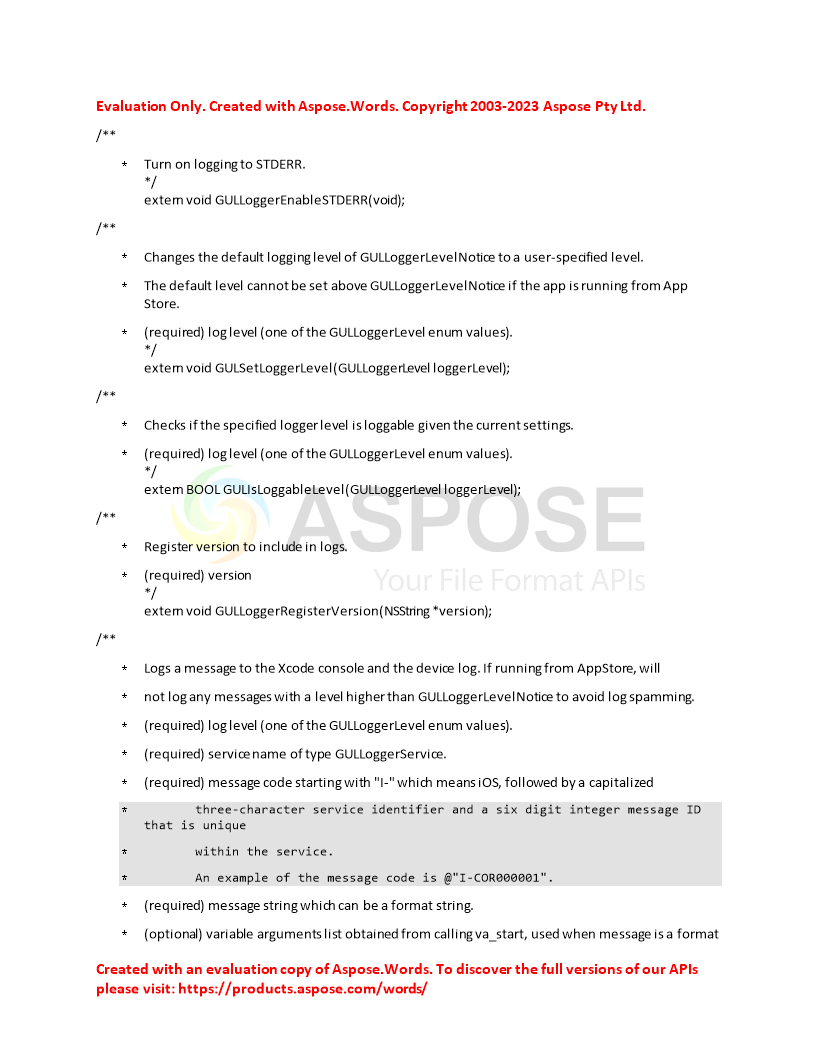 Evaluation Only. Created with Aspose.Words. Copyright 2003-2023 Aspose Pty Ltd.
/**
* Turn on logging to STDERR.
*/
extern void GULLoggerEnableSTDERR(void);
/**
* Changes the default logging level of GULLoggerLevelNotice to a user-specified level.
* The default level cannot be set above GULLoggerLevelNotice if the app is running from App
Store.
* (required) log level (one of the GULLoggerLevel enum values).
*/
extern void GULSetLoggerLevel(GULLoggerLevel loggerLevel);
/**
* Checks if the specified logger level is loggable given the current settings.
* (required) log level (one of the GULLoggerLevel enum values).
*/
extern BOOL GULIsLoggableLevel(GULLoggerLevel loggerLevel);
ASPOSE
/**
* Register version to include in logs.
* (required) version
Your File Format APIs
*/
extern void GULLoggerRegisterVersion(NSString *version);
/**
* Logs a message to the Xcode console and the device log. If running from AppStore, will
* not log any messages with a level higher than GULLoggerLevelNotice to avoid log spamming.
* (required) log level (one of the GULLoggerLevel enum values).
* (required) service name of type GULLoggerService.
* (required) message code starting with "I-" which means iOS, followed by a capitalized
* three-character service identifier and a six digit integer message ID
that is unique
* within the service.
* An example of the message code is @"I-COR000001".
* (required) message string which can be a format string.
* (optional) variable arguments list obtained from calling va_start, used when message is a format
Created with an evaluation copy of Aspose.Words. To discover the full versions of our APIs
please visit: https://products.aspose.com/words/